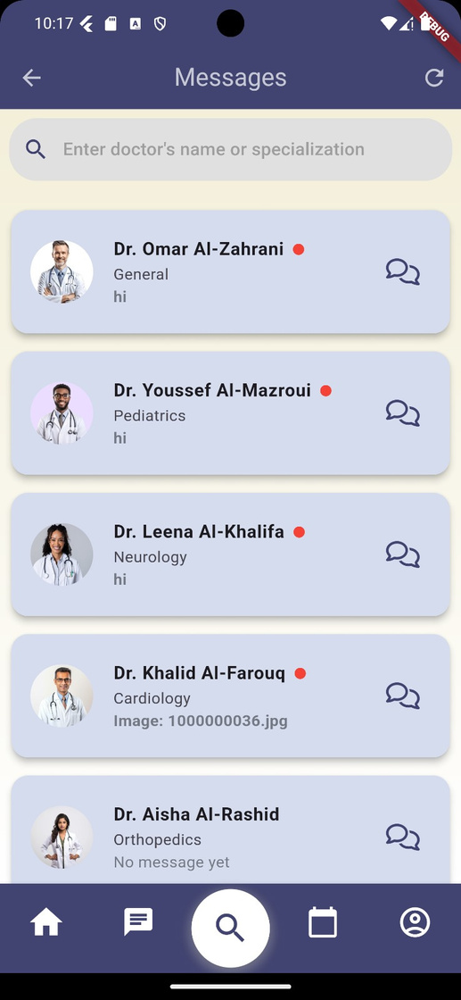 10:17
DEBUG
Messages
Enter doctor's name or specialization
Dr. Omar Al-Zahrani
General
hi
Dr. Youssef Al-Mazroui
Pediatrics
hi
Dr. Leena Al-Khalifa
Neurology
hi
Dr. Khalid Al-Farouq
Cardiology
Image: 1000000036.jpg
Dr. Aisha Al-Rashid
Orthopedics
No message yet